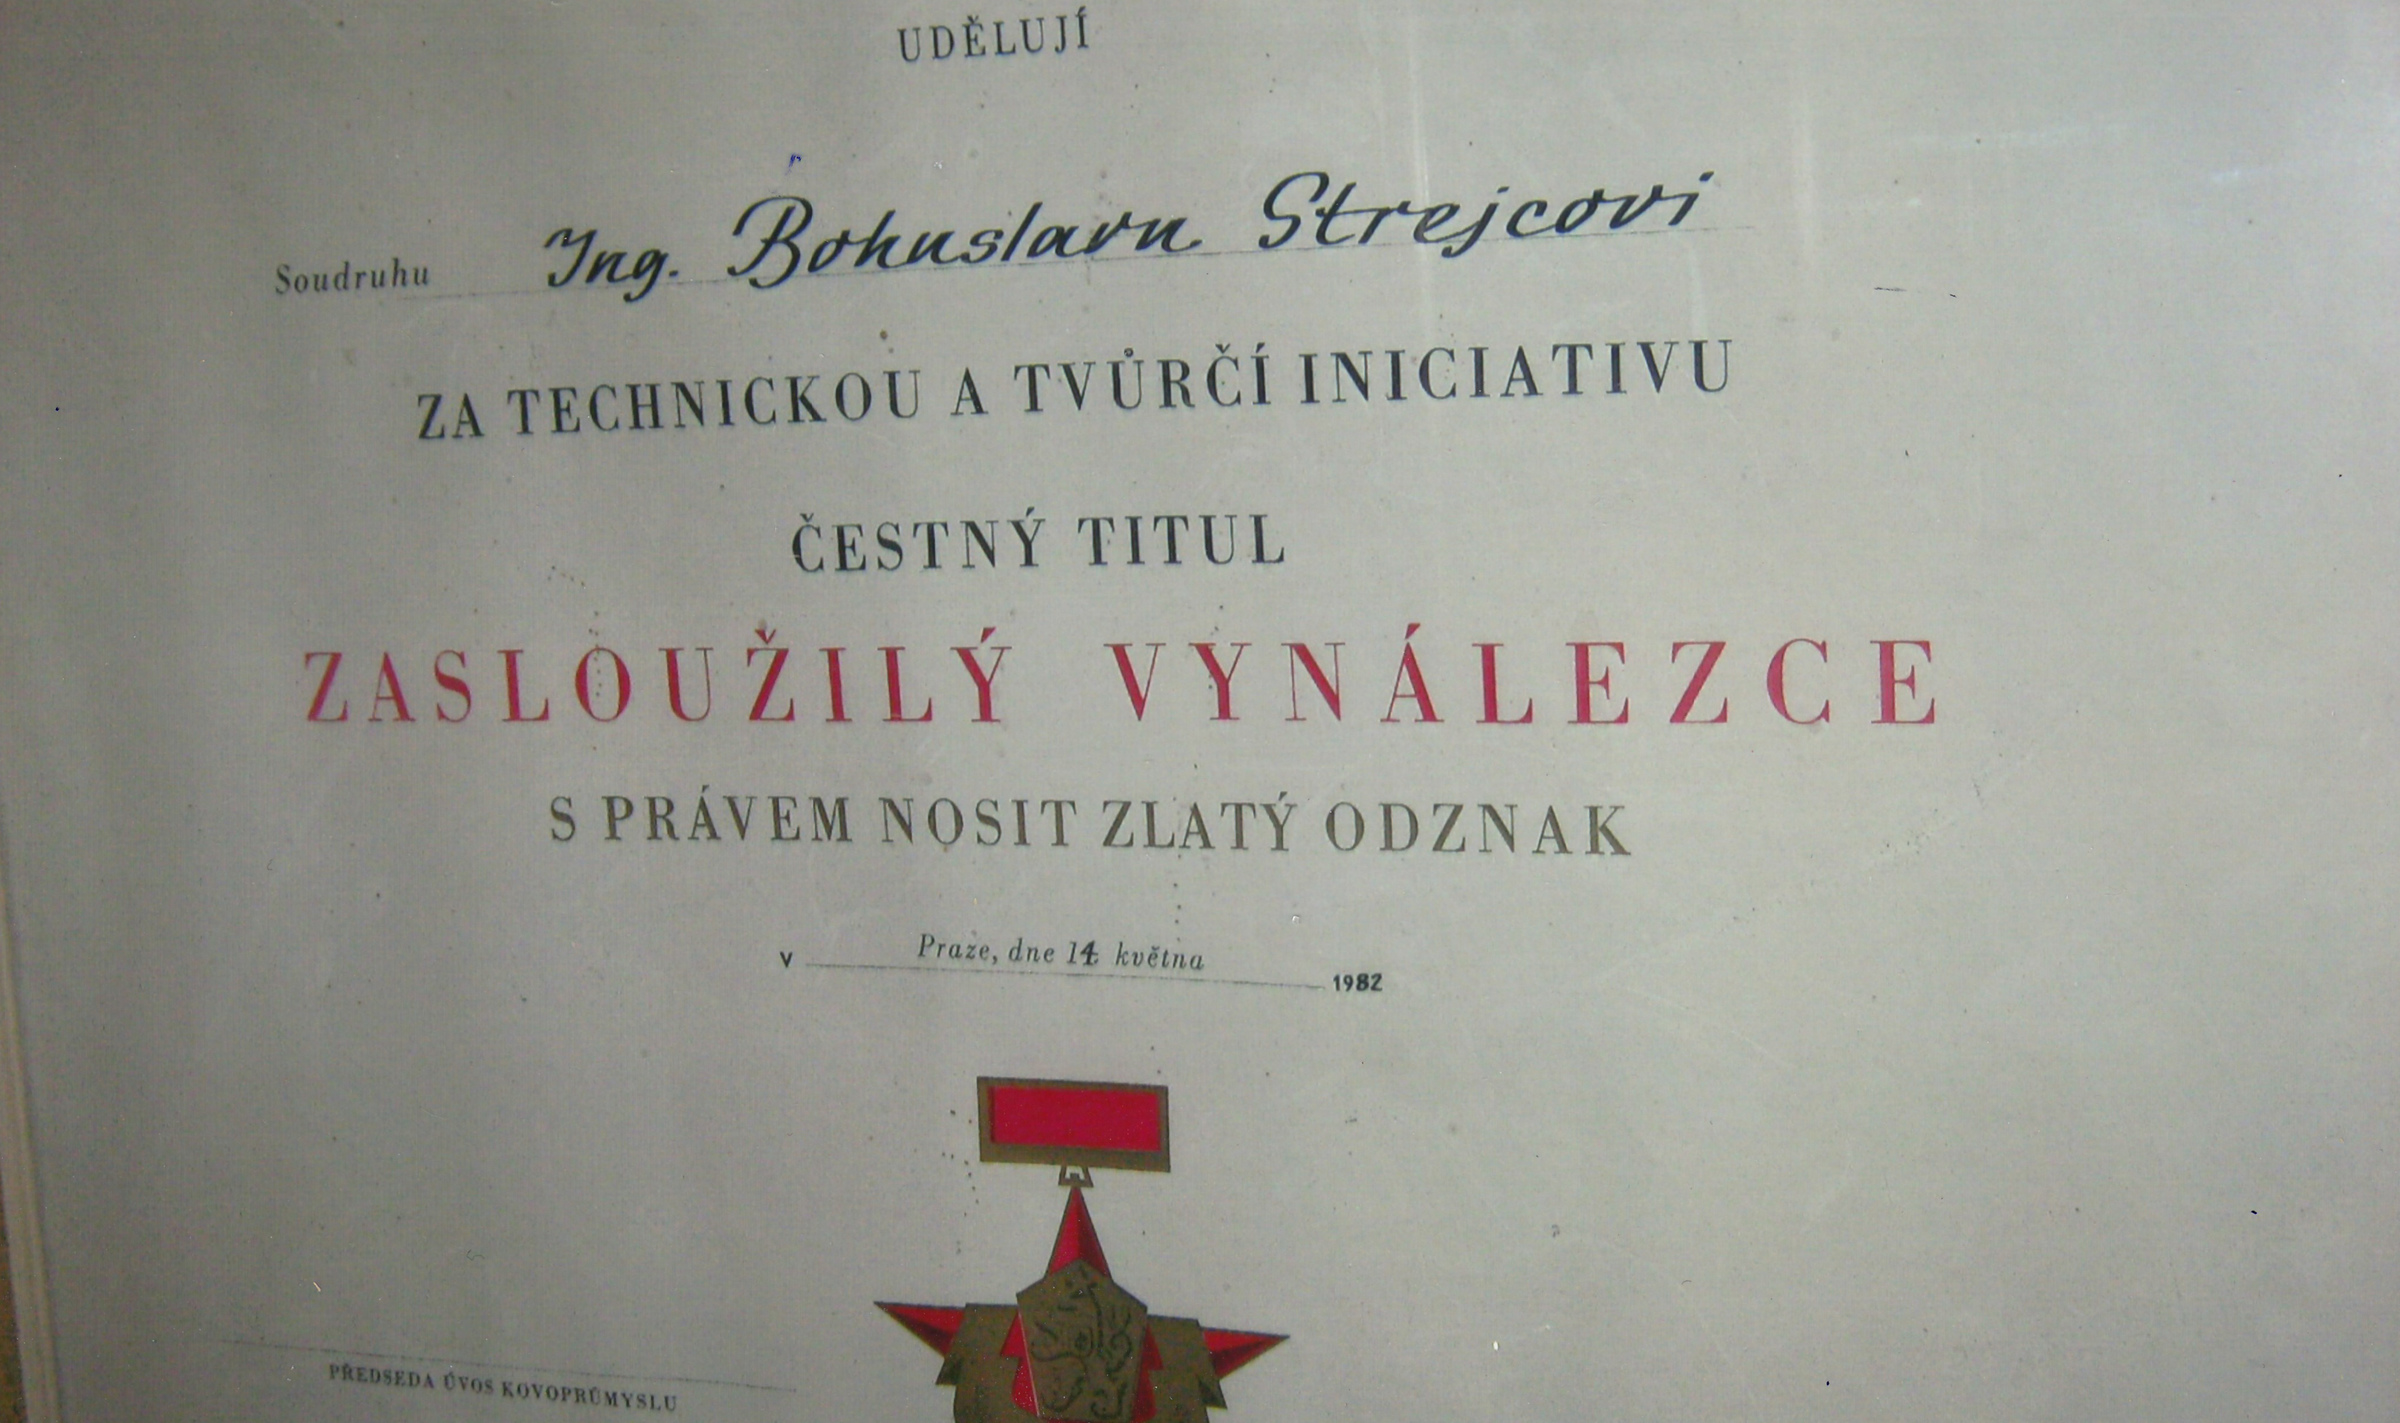 UDĚLUJÍ
Soudruhu Ing. Bohuslavu Strejcovi
ZA TECHNICKOU A TVŮRČÍ INICIATIVU
ČESTNÝ TITUL
ZASLOUŽILÝ VYNÁLEZCE
S PRÁVEM NOSIT ZLATÝ ODZNAK
v Praze, dne 14 května 1982
PŘEDSEDA ÚVOS KOVOPRŮMYSLU